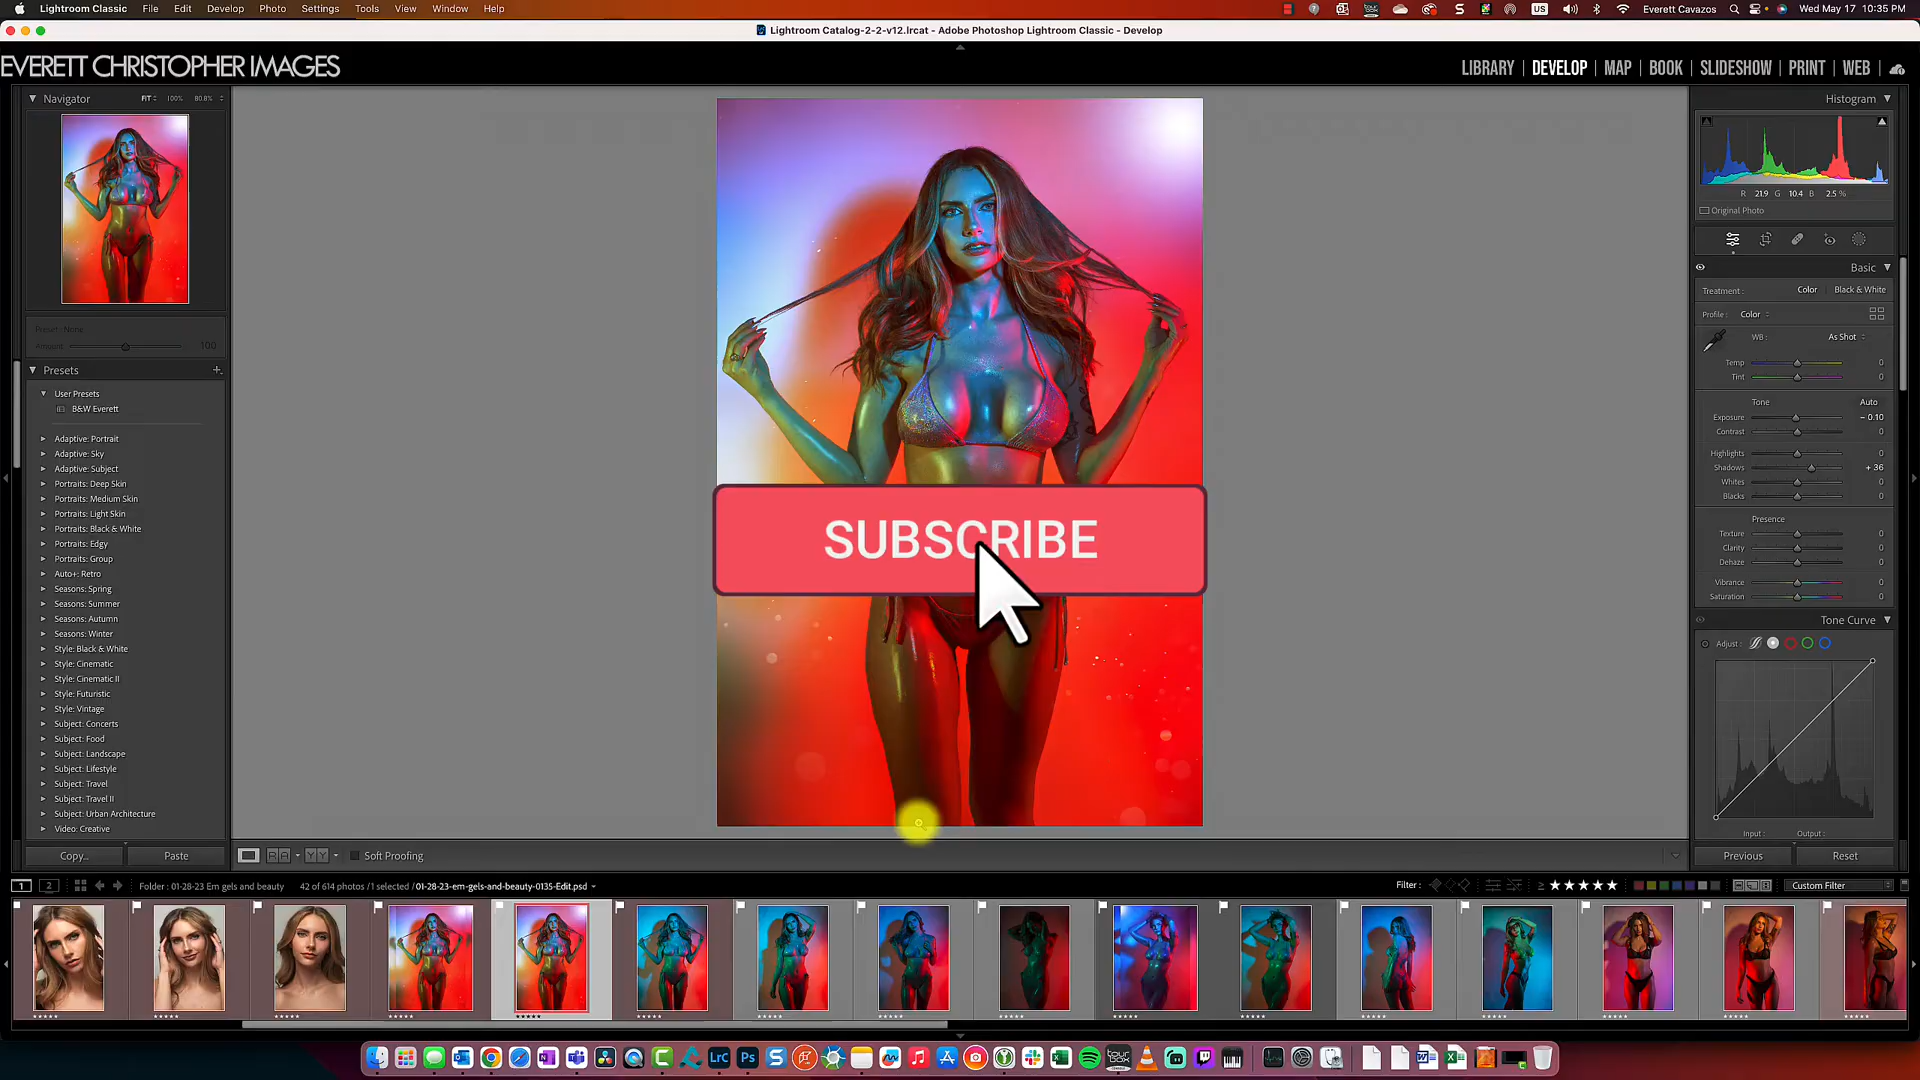 Lightroom Classic File Edit Develop Photo Settings Tools View Window Help
US Everett Cavazos Wed May 17 10:35 PM
Lightroom Catalog-2-2-v12.lrcat - Adobe Photoshop Lightroom Classic - Develop
EVERETT CHRISTOPHER IMAGES
LIBRARY | DEVELOP | MAP | BOOK | SLIDESHOW | PRINT | WEB
Navigator FIT 100% 80.8%
Preset: None
Amount 100
Presets
User Presets
B&W Everett
Adaptive: Portrait
Adaptive: Sky
Adaptive: Subject
Portraits: Deep Skin
Portraits: Medium Skin
Portraits: Light Skin
Portraits: Black & White
Portraits: Edgy
Portraits: Group
Auto+: Retro
Seasons: Spring
Seasons: Summer
Seasons: Autumn
Seasons: Winter
Style: Black & White
Style: Cinematic
Style: Cinematic II
Style: Futuristic
Style: Vintage
Subject: Concerts
Subject: Food
Subject: Landscape
Subject: Lifestyle
Subject: Travel
Subject: Travel II
Subject: Urban Architecture
Video: Creative
Copy... Paste
SUBSCRIBE
Histogram
R 21.9 G 10.4 B 2.5 %
Original Photo
Basic
Treatment : Color Black & White
Profile : Color
WB : As Shot
Temp 0
Tint 0
Tone Auto
Exposure - 0.10
Contrast 0
Highlights 0
Shadows + 36
Whites 0
Blacks 0
Presence
Texture 0
Clarity 0
Dehaze 0
Vibrance 0
Saturation 0
Tone Curve
Adjust :
Input : Output :
Previous Reset
R A Y Y Soft Proofing
1 2 Folder : 01-28-23 Em gels and beauty 42 of 614 photos / 1 selected / 01-28-23-em-gels-and-beauty-0135-Edit.psd
Filter : Custom Filter
LrC Ps